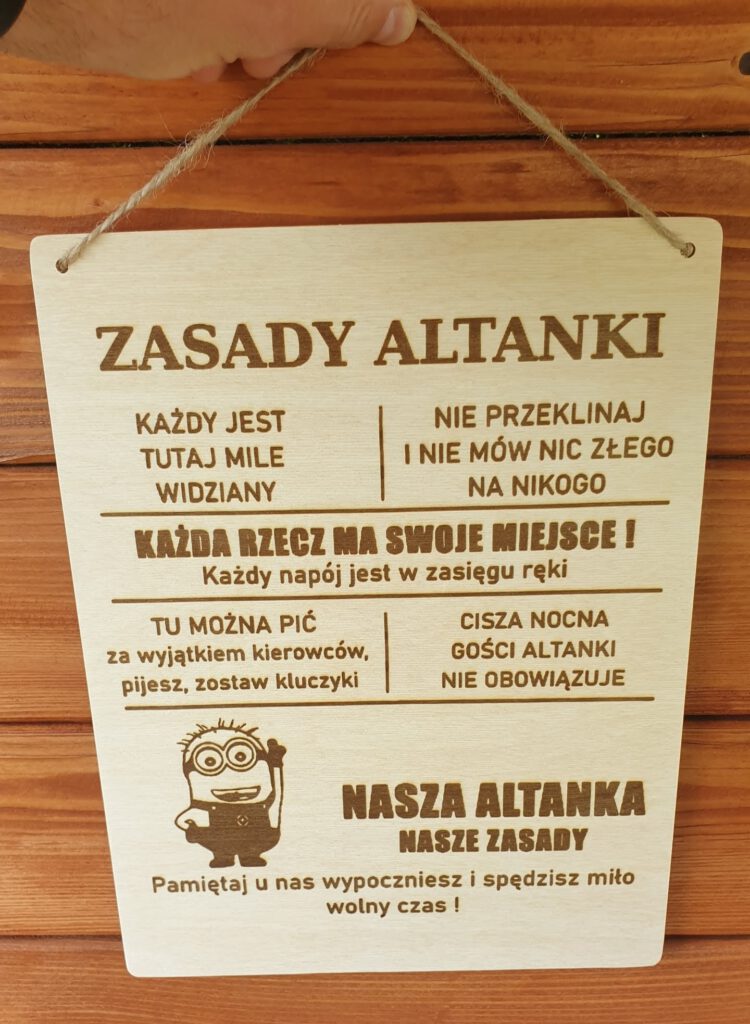 ZASADY ALTANKI
KAŻDY JEST
TUTAJ MILE
WIDZIANY
NIE PRZEKLINAJ
I NIE MÓW NIC ZŁEGO
NA NIKOGO
KAŻDA RZECZ MA SWOJE MIEJSCE !
Każdy napój jest w zasięgu ręki
TU MOŻNA PIĆ
za wyjątkiem kierowców,
pijesz, zostaw kluczyki
CISZA NOCNA
GOŚCI ALTANKI
NIE OBOWIĄZUJE
NASZA ALTANKA
NASZE ZASADY
Pamiętaj u nas wypoczniesz i spędzisz miło
wolny czas !